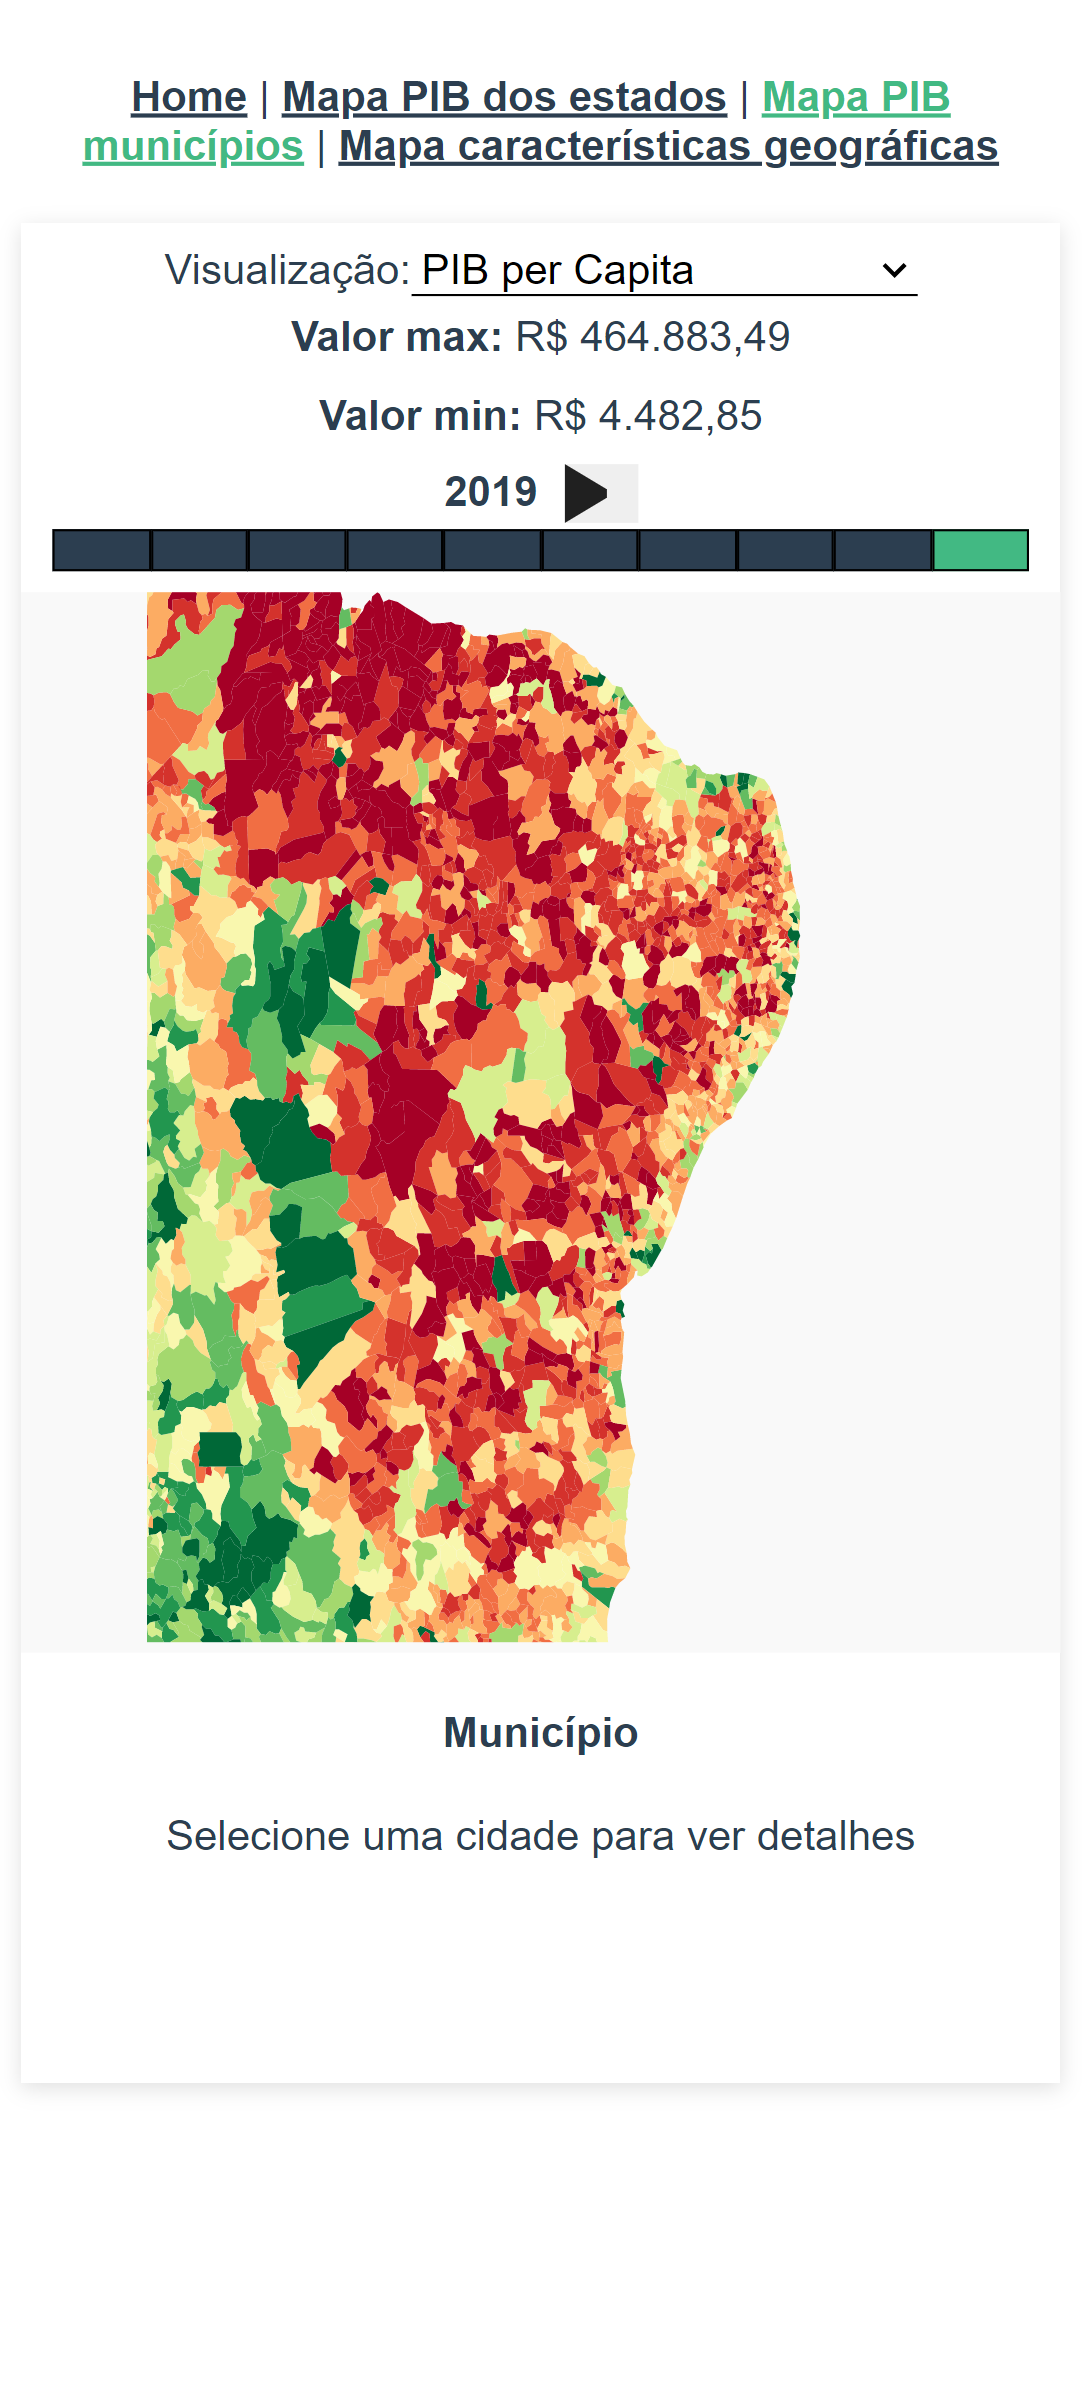 Home | Mapa PIB dos estados | Mapa PIB
municípios | Mapa características geográficas
Visualização: PIB per Capita
Valor max: R$ 464.883,49
Valor min: R$ 4.482,85
2019
Município
Selecione uma cidade para ver detalhes